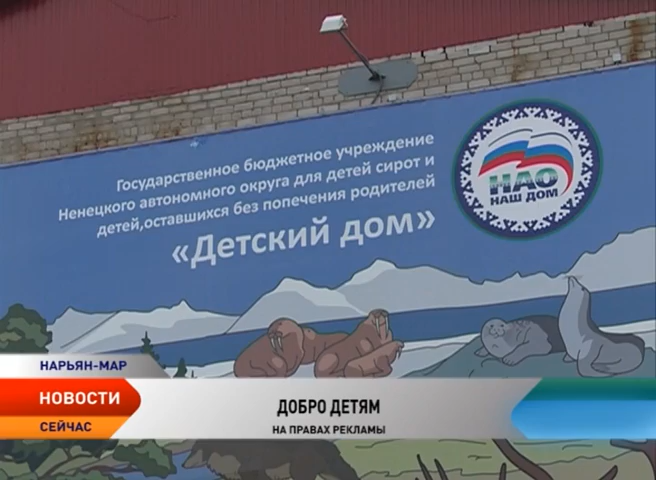 Государственное бюджетное учреждение
Ненецкого автономного округа для детей сирот и
детей,оставшихся без попечения родителей
«Детский дом»
НАО
НАШ ДОМ
НАРЬЯН-МАР
НОВОСТИ
СЕЙЧАС
ДОБРО ДЕТЯМ
НА ПРАВАХ РЕКЛАМЫ